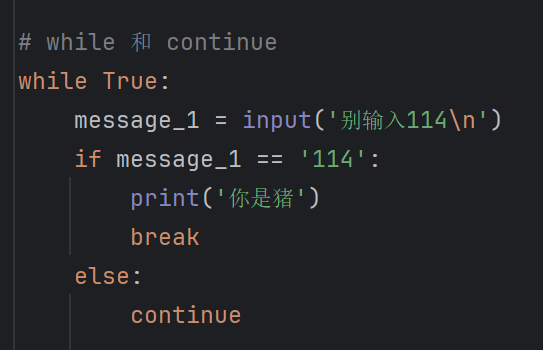 # while 和 continue
while True:
    message_1 = input('别输入114\n')
    if message_1 == '114':
        print('你是猪')
        break
    else:
        continue